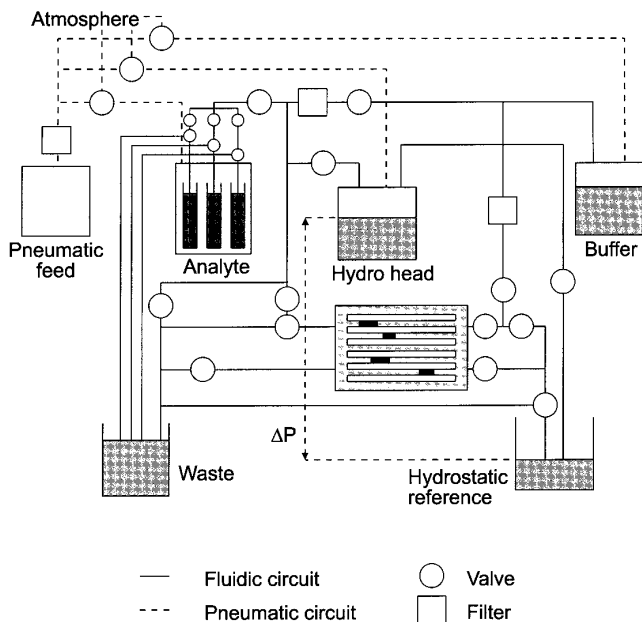 Atmosphere
Pneumatic
feed
Analyte
Hydro head
Buffer
ΔP
Waste
Hydrostatic
reference
Fluidic circuit
Valve
Pneumatic circuit
Filter